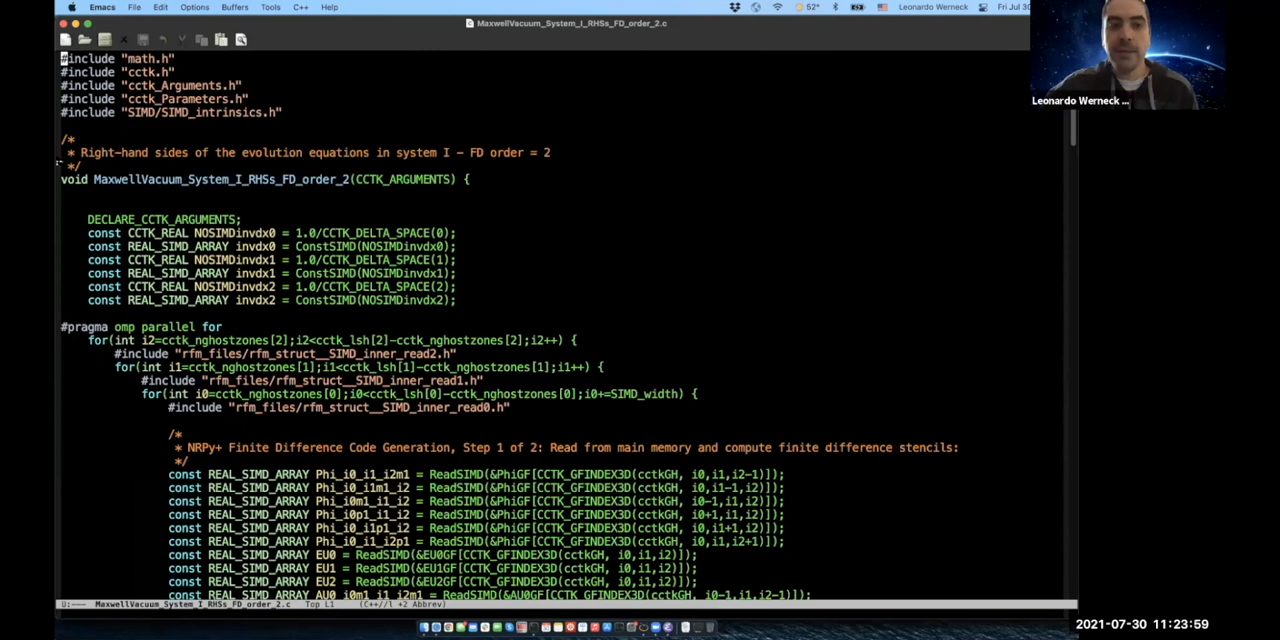 Emacs File Edit Options Buffers Tools C++ Help 52° Leonardo Werneck Fri Jul 30
MaxwellVacuum_System_I_RHSs_FD_order_2.c
#include "math.h"
#include "cctk.h"
#include "cctk_Arguments.h"
#include "cctk_Parameters.h"
#include "SIMD/SIMD_intrinsics.h"
Leonardo Werneck ...
/*
* Right-hand sides of the evolution equations in system I - FD order = 2
*/
void MaxwellVacuum_System_I_RHSs_FD_order_2(CCTK_ARGUMENTS) {
DECLARE_CCTK_ARGUMENTS;
const CCTK_REAL NOSIMDinvdx0 = 1.0/CCTK_DELTA_SPACE(0);
const REAL_SIMD_ARRAY invdx0 = ConstSIMD(NOSIMDinvdx0);
const CCTK_REAL NOSIMDinvdx1 = 1.0/CCTK_DELTA_SPACE(1);
const REAL_SIMD_ARRAY invdx1 = ConstSIMD(NOSIMDinvdx1);
const CCTK_REAL NOSIMDinvdx2 = 1.0/CCTK_DELTA_SPACE(2);
const REAL_SIMD_ARRAY invdx2 = ConstSIMD(NOSIMDinvdx2);
#pragma omp parallel for
for(int i2=cctk_nghostzones[2];i2<cctk_lsh[2]-cctk_nghostzones[2];i2++) {
#include "rfm_files/rfm_struct__SIMD_inner_read2.h"
for(int i1=cctk_nghostzones[1];i1<cctk_lsh[1]-cctk_nghostzones[1];i1++) {
#include "rfm_files/rfm_struct__SIMD_inner_read1.h"
for(int i0=cctk_nghostzones[0];i0<cctk_lsh[0]-cctk_nghostzones[0];i0+=SIMD_width) {
#include "rfm_files/rfm_struct__SIMD_inner_read0.h"
/*
* NRPy+ Finite Difference Code Generation, Step 1 of 2: Read from main memory and compute finite difference stencils:
*/
const REAL_SIMD_ARRAY Phi_i0_i1_i2m1 = ReadSIMD(&PhiGF[CCTK_GFINDEX3D(cctkGH, i0,i1,i2-1)]);
const REAL_SIMD_ARRAY Phi_i0_i1m1_i2 = ReadSIMD(&PhiGF[CCTK_GFINDEX3D(cctkGH, i0,i1-1,i2)]);
const REAL_SIMD_ARRAY Phi_i0m1_i1_i2 = ReadSIMD(&PhiGF[CCTK_GFINDEX3D(cctkGH, i0-1,i1,i2)]);
const REAL_SIMD_ARRAY Phi_i0p1_i1_i2 = ReadSIMD(&PhiGF[CCTK_GFINDEX3D(cctkGH, i0+1,i1,i2)]);
const REAL_SIMD_ARRAY Phi_i0_i1p1_i2 = ReadSIMD(&PhiGF[CCTK_GFINDEX3D(cctkGH, i0,i1+1,i2)]);
const REAL_SIMD_ARRAY Phi_i0_i1_i2p1 = ReadSIMD(&PhiGF[CCTK_GFINDEX3D(cctkGH, i0,i1,i2+1)]);
const REAL_SIMD_ARRAY EU0 = ReadSIMD(&EU0GF[CCTK_GFINDEX3D(cctkGH, i0,i1,i2)]);
const REAL_SIMD_ARRAY EU1 = ReadSIMD(&EU1GF[CCTK_GFINDEX3D(cctkGH, i0,i1,i2)]);
const REAL_SIMD_ARRAY EU2 = ReadSIMD(&EU2GF[CCTK_GFINDEX3D(cctkGH, i0,i1,i2)]);
const REAL_SIMD_ARRAY AU0_i0m1_i1_i2m1 = ReadSIMD(&AU0GF[CCTK_GFINDEX3D(cctkGH, i0-1,i1,i2-1)]);
U:--- MaxwellVacuum_System_I_RHSs_FD_order_2.c Top L1 (C++//l +2 Abbrev)
2021-07-30 11:23:59